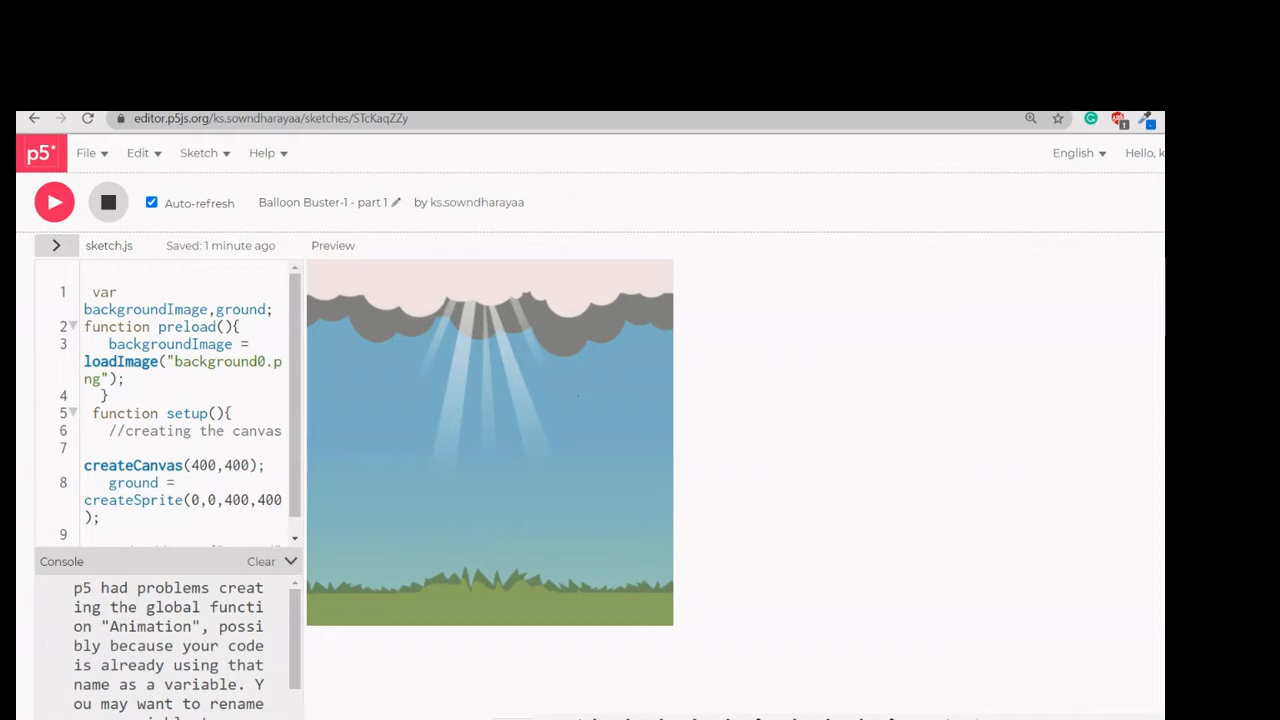 editor.p5js.org/ks.sowndharayaa/sketches/STcKaqZZy
p5* File Edit Sketch Help English Hello, k
Auto-refresh Balloon Buster-1 - part 1 by ks.sowndharayaa
sketch.js Saved: 1 minute ago Preview
1 var
backgroundImage,ground;
2 function preload(){
3 backgroundImage =
loadImage("background0.p
ng");
4 }
5 function setup(){
6 //creating the canvas
7
createCanvas(400,400);
8 ground =
createSprite(0,0,400,400
);
9
Console Clear
p5 had problems creat
ing the global functi
on "Animation", possi
bly because your code
is already using that
name as a variable. Y
ou may want to rename